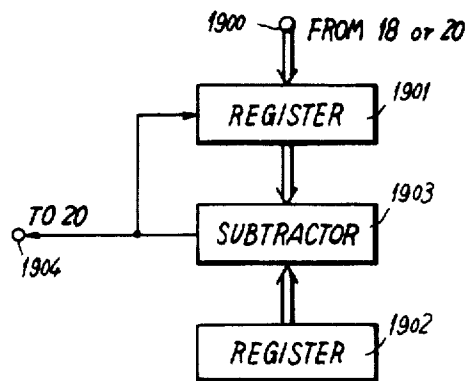 1900 FROM 18 or 20
1901
REGISTER
1903
TO 20
SUBTRACTOR
1904
1902
REGISTER